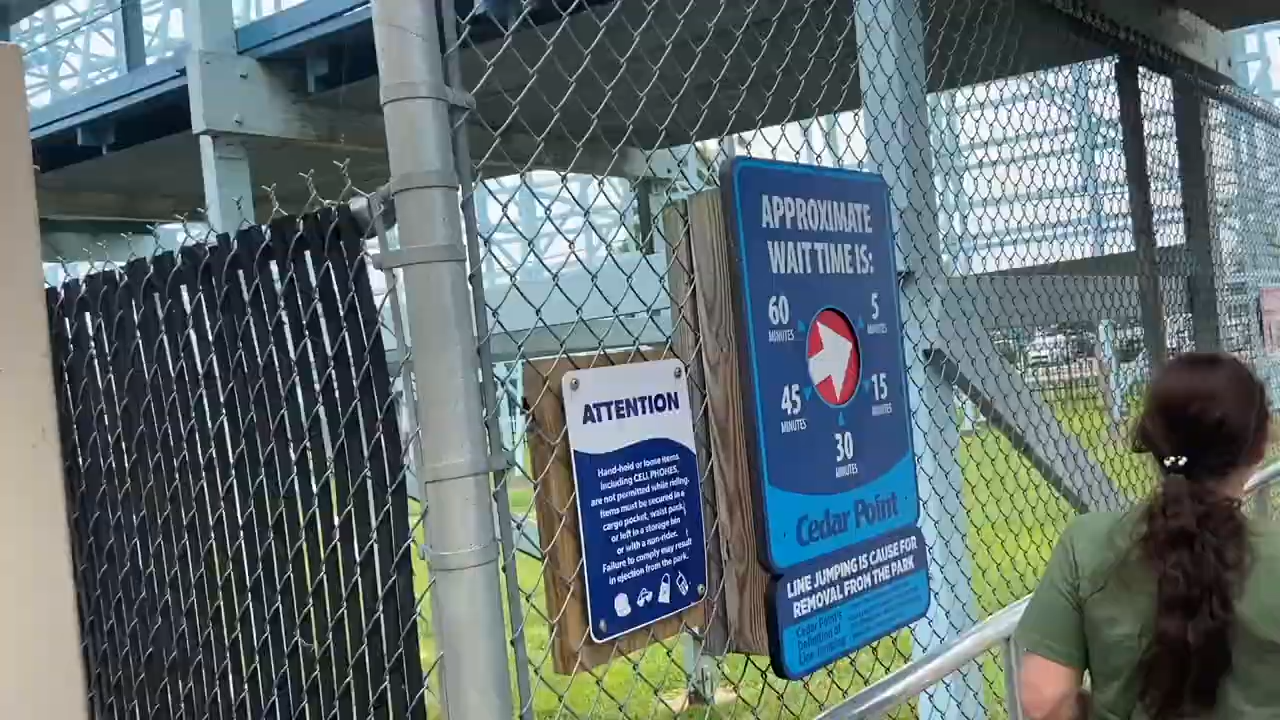 ATTENTION
Hand-held or loose items,
including CELL PHONES,
are not permitted while riding.
Items must be secured in a
cargo pocket, waist pack,
or left in a storage bin
or with a non-rider.
Failure to comply may result
in ejection from the park.
APPROXIMATE
WAIT TIME IS:
60
MINUTES
5
MINUTES
45
MINUTES
15
MINUTES
30
MINUTES
Cedar Point
LINE JUMPING IS CAUSE FOR
REMOVAL FROM THE PARK
Cedar Point's
Definition of
Line Jumping